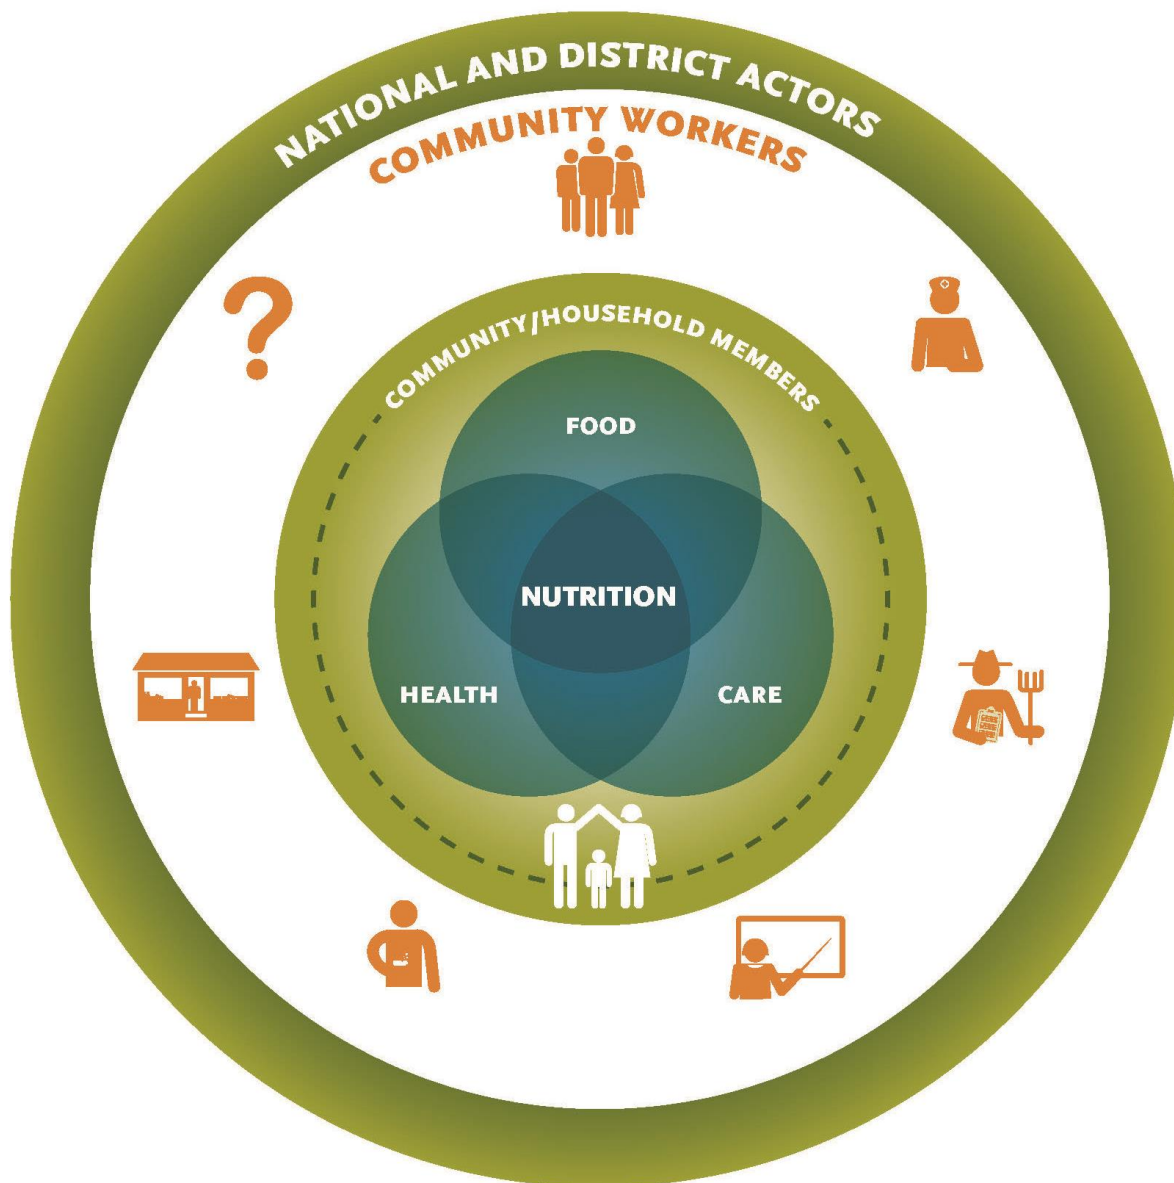 NATIONAL AND DISTRICT ACTORS
COMMUNITY WORKERS
?
COMMUNITY/HOUSEHOLD MEMBERS
FOOD
NUTRITION
HEALTH
CARE